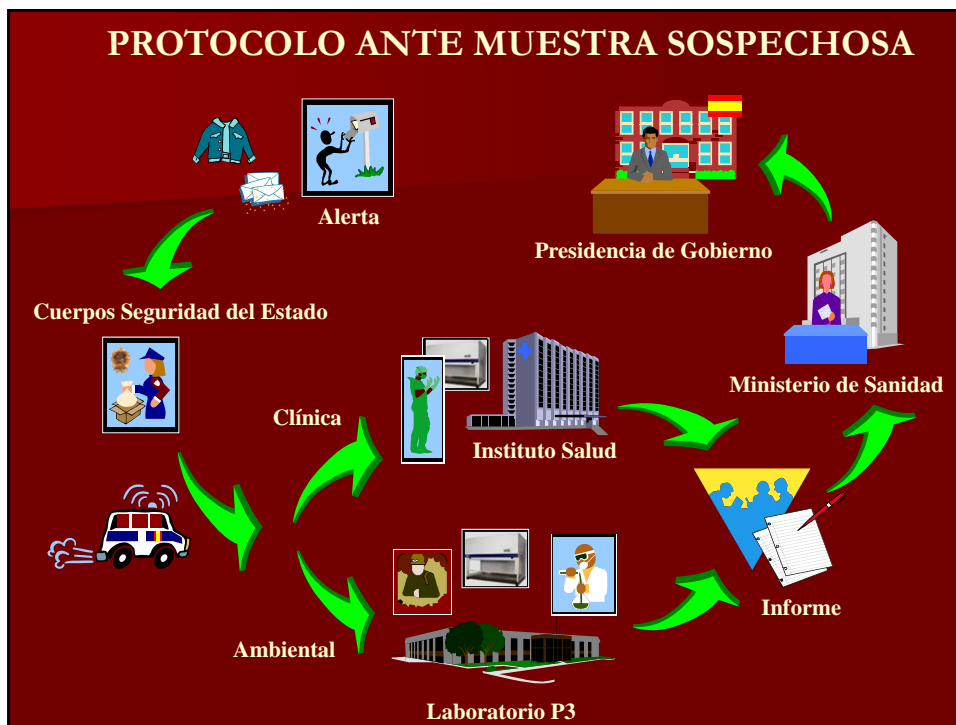 PROTOCOLO ANTE MUESTRA SOSPECHOSA
Alerta
Presidencia de Gobierno
Cuerpos Seguridad del Estado
Ministerio de Sanidad
Clínica
Instituto Salud
Informe
Ambiental
Laboratorio P3